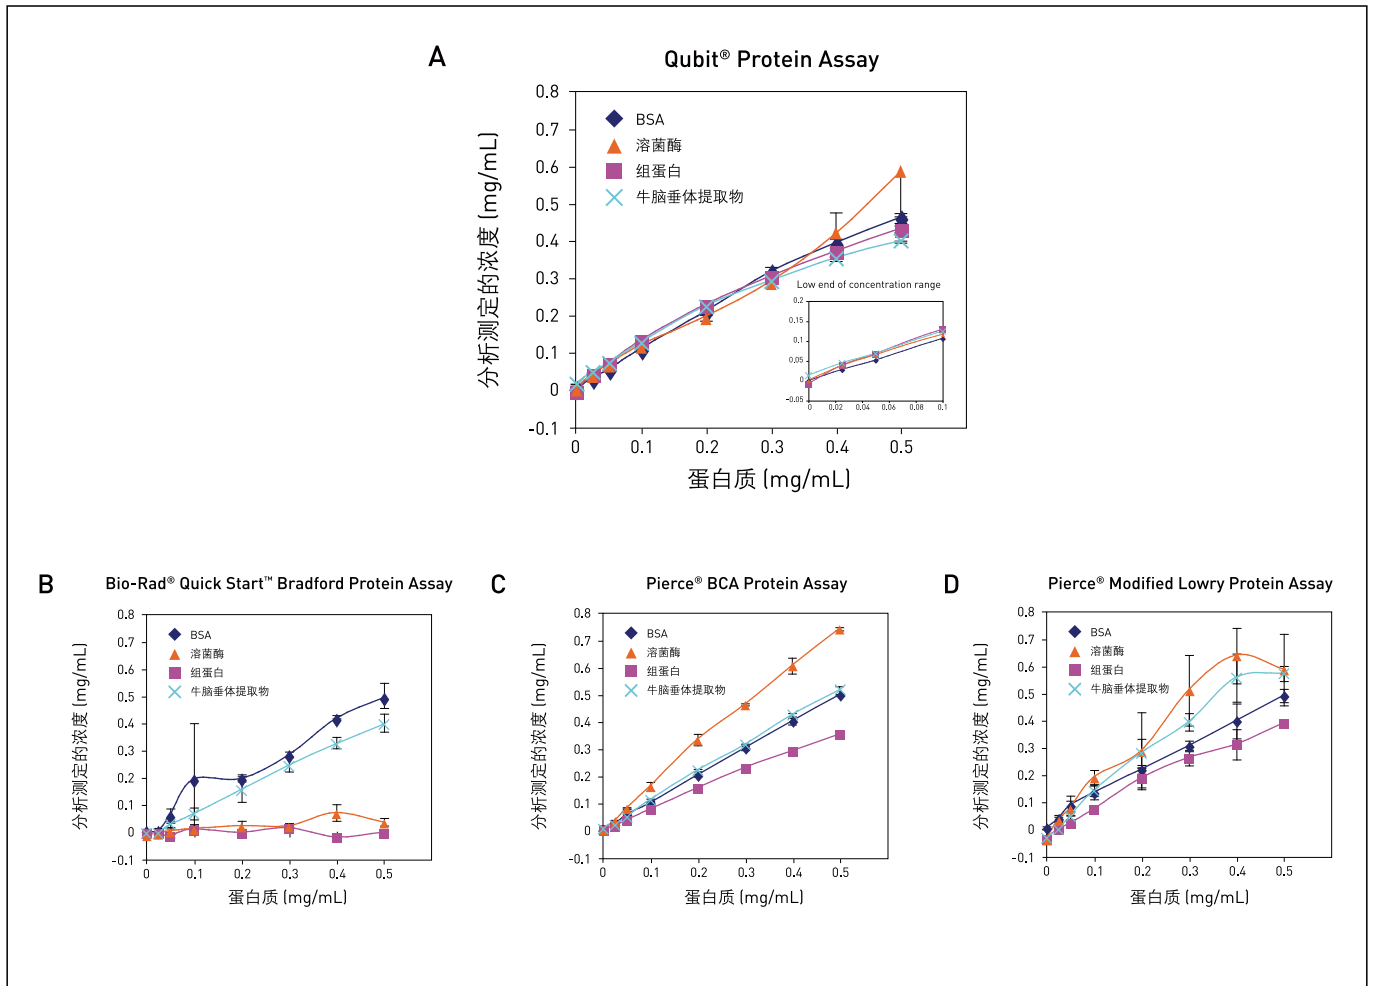 A
Qubit® Protein Assay
分析测定的浓度 (mg/mL)
0.8
0.7
0.6
0.5
0.4
0.3
0.2
0.1
0
-0.1
BSA
溶菌酶
组蛋白
牛脑垂体提取物
Low end of concentration range
0.2
0.15
0.1
0.05
0
-0.05
0 0.02 0.04 0.06 0.08 0.1
0 0.1 0.2 0.3 0.4 0.5
蛋白质 (mg/mL)
B
Bio-Rad® Quick Start™ Bradford Protein Assay
分析测定的浓度 (mg/mL)
0.8
0.7
0.6
0.5
0.4
0.3
0.2
0.1
0
-0.1
BSA
溶菌酶
组蛋白
牛脑垂体提取物
0 0.1 0.2 0.3 0.4 0.5
蛋白质 (mg/mL)
C
Pierce® BCA Protein Assay
分析测定的浓度 (mg/mL)
0.8
0.7
0.6
0.5
0.4
0.3
0.2
0.1
0
-0.1
BSA
溶菌酶
组蛋白
牛脑垂体提取物
0 0.1 0.2 0.3 0.4 0.5
蛋白质 (mg/mL)
D
Pierce® Modified Lowry Protein Assay
分析测定的浓度 (mg/mL)
0.8
0.7
0.6
0.5
0.4
0.3
0.2
0.1
0
-0.1
BSA
溶菌酶
组蛋白
牛脑垂体提取物
0 0.1 0.2 0.3 0.4 0.5
蛋白质 (mg/mL)